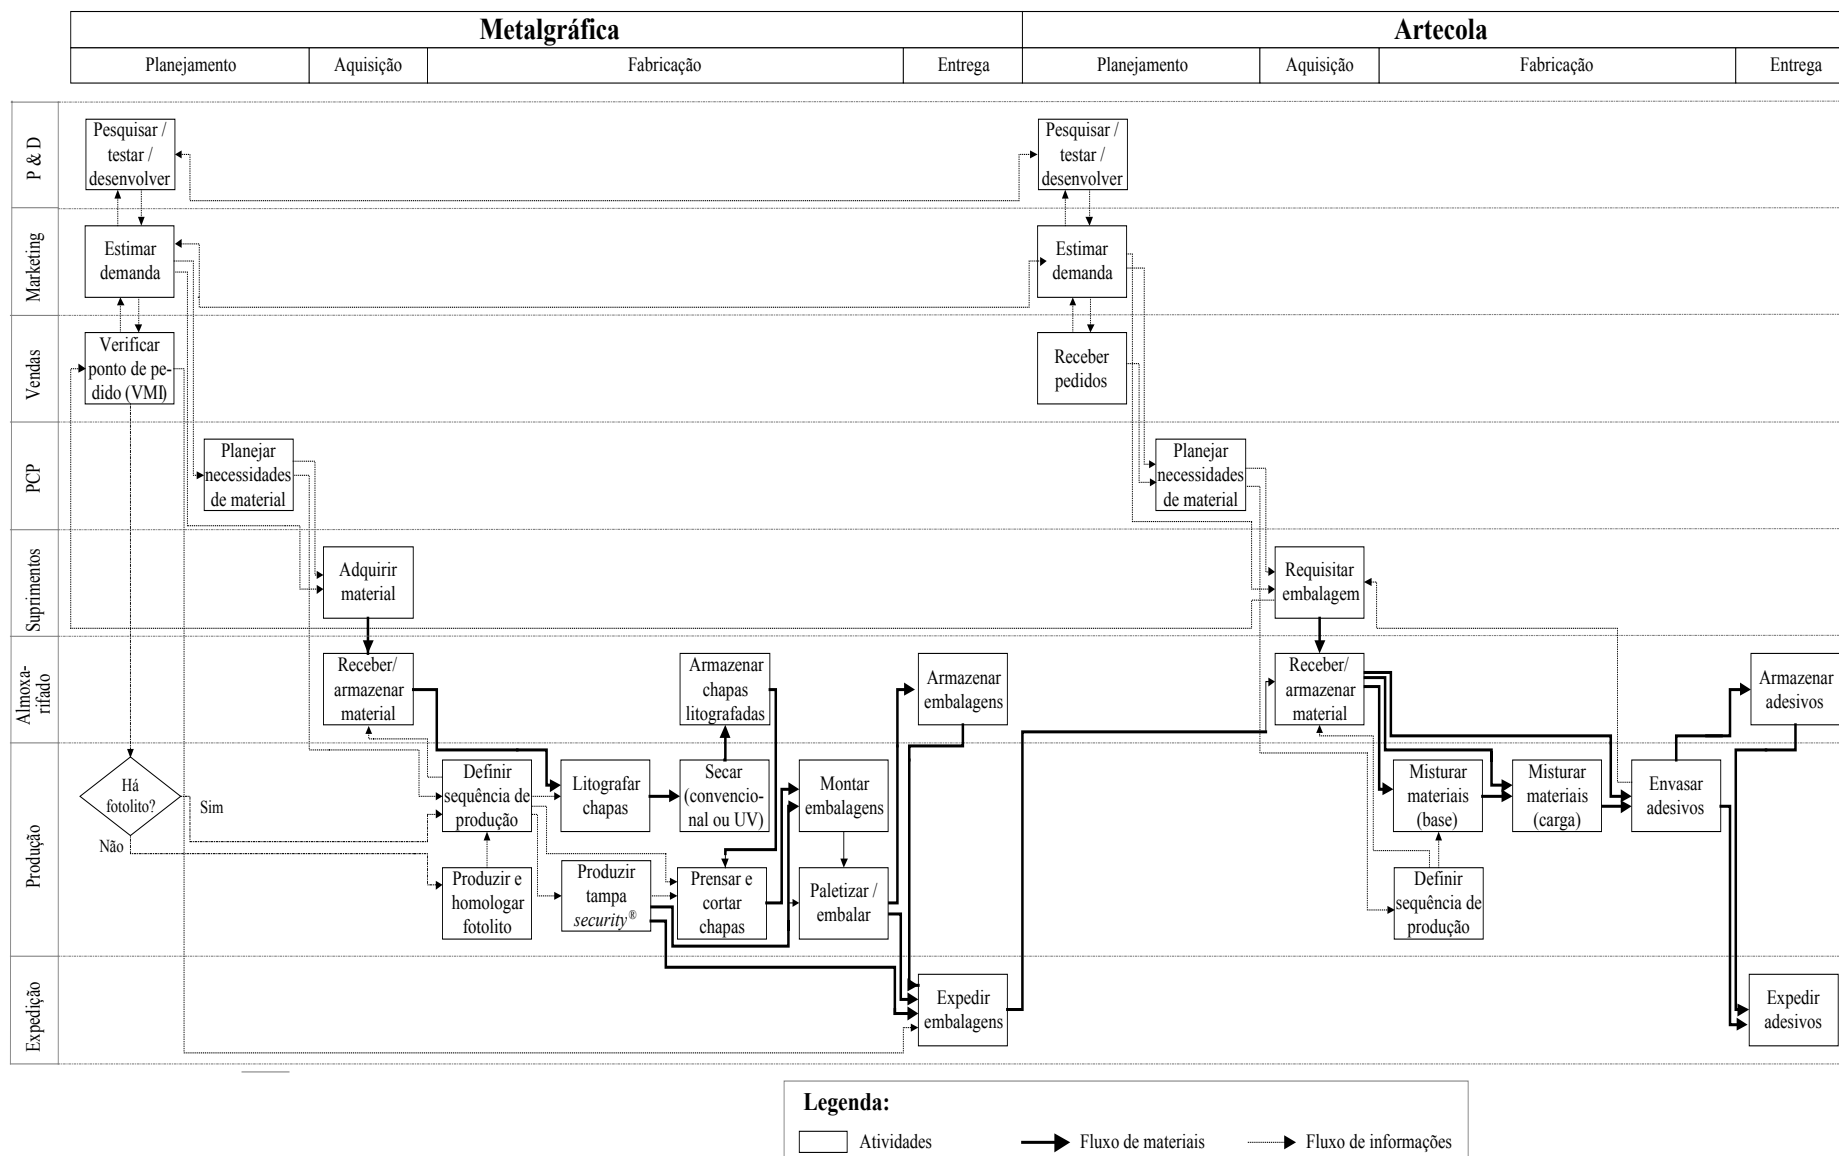 Metalgráfica
Artecola
Planejamento
Aquisição
Fabricação
Entrega
Planejamento
Aquisição
Fabricação
Entrega
P & D
Pesquisar /
testar /
desenvolver
Pesquisar /
testar /
desenvolver
Marketing
Estimar
demanda
Estimar
demanda
Vendas
Verificar
ponto de pe-
dido (VMI)
Receber
pedidos
PCP
Planejar
necessidades
de material
Planejar
necessidades
de material
Suprimentos
Adquirir
material
Requisitar
embalagem
Almoxa-
rifado
Receber/
armazenar
material
Armazenar
chapas
litografadas
Armazenar
embalagens
Receber/
armazenar
material
Armazenar
adesivos
Produção
Há
fotolito?
Sim
Não
Definir
sequência de
produção
Litografar
chapas
Secar
(convencio-
nal ou UV)
Montar
embalagens
Misturar
materiais
(base)
Misturar
materiais
(carga)
Envasar
adesivos
Produzir e
homologar
fotolito
Produzir
tampa
security®
Prensar e
cortar
chapas
Paletizar /
embalar
Definir
sequência de
produção
Expedição
Expedir
embalagens
Expedir
adesivos
Legenda:
Atividades
Fluxo de materiais
Fluxo de informações